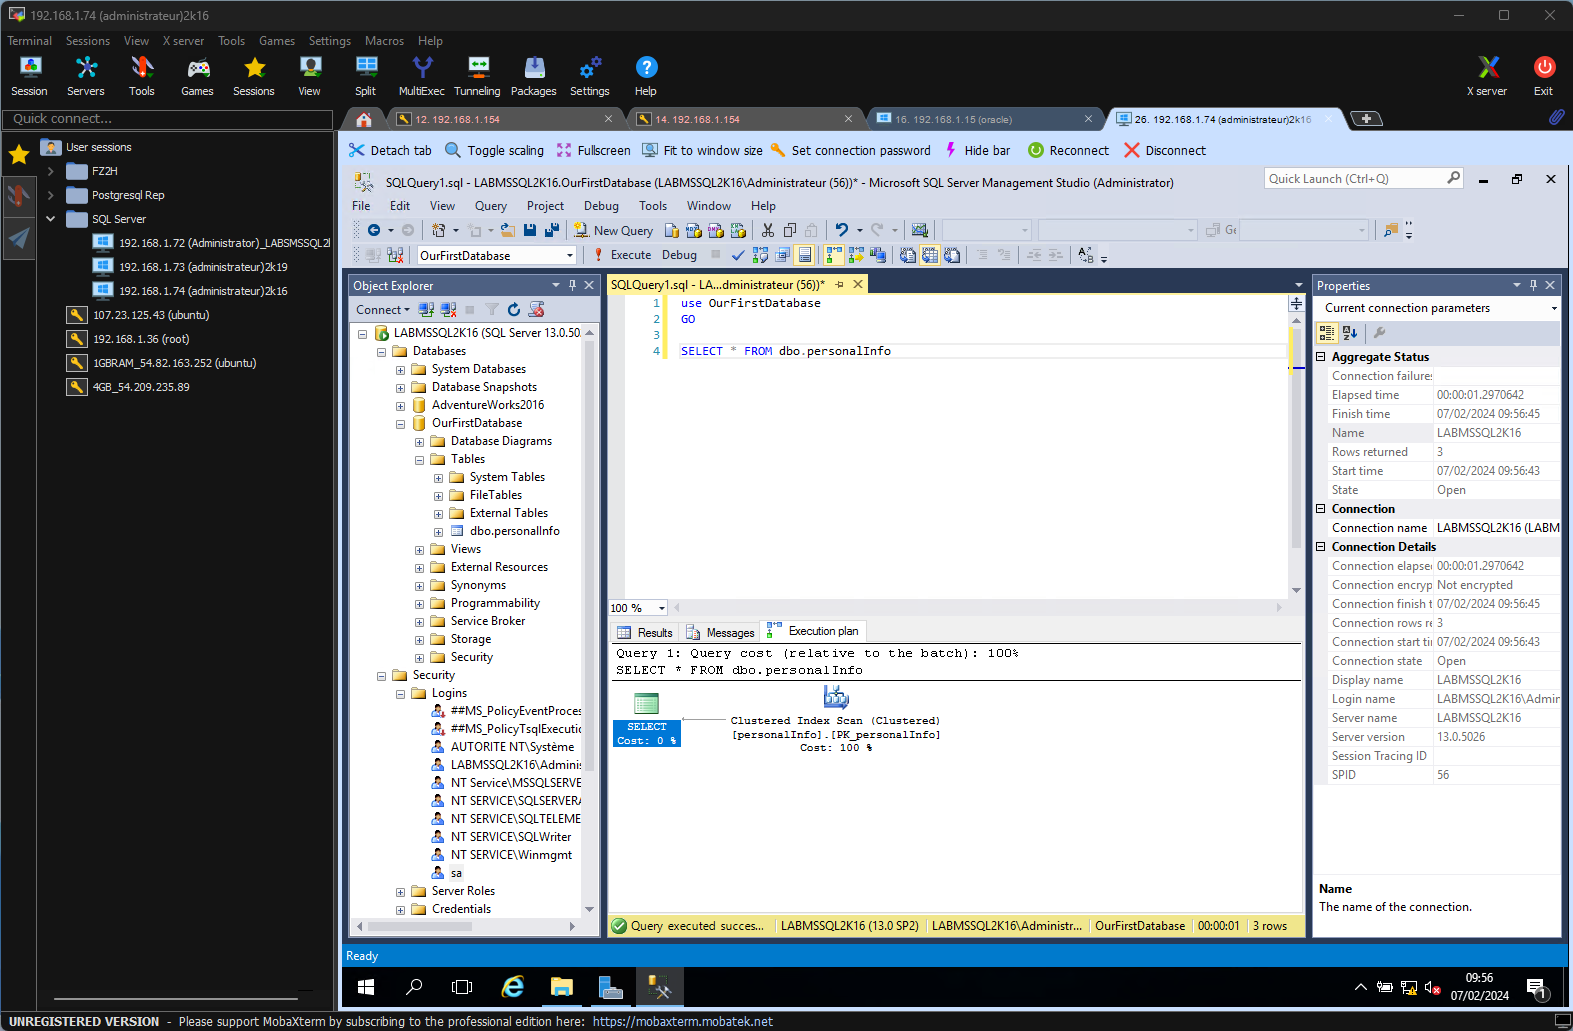 192.168.1.74 (administrateur)2k16
Terminal Sessions View X server Tools Games Settings Macros Help
Session Servers Tools Games Sessions View Split MultiExec Tunneling Packages Settings Help X server Exit
Quick connect...
12. 192.168.1.154
14. 192.168.1.154
16. 192.168.1.15 (oracle)
26. 192.168.1.74 (administrateur)2k16
User sessions
FZ2H
Postgresql Rep
SQL Server
192.168.1.72 (Administrator)_LABSMSSQL2
192.168.1.73 (administrateur)2k19
192.168.1.74 (administrateur)2k16
107.23.125.43 (ubuntu)
192.168.1.36 (root)
1GBRAM_54.82.163.252 (ubuntu)
4GB_54.209.235.89
Detach tab Toggle scaling Fullscreen Fit to window size Set connection password Hide bar Reconnect Disconnect
SQLQuery1.sql - LABMSSQL2K16.OurFirstDatabase (LABMSSQL2K16\Administrateur (56))* - Microsoft SQL Server Management Studio (Administrator)
Quick Launch (Ctrl+Q)
File Edit View Query Project Debug Tools Window Help
New Query
OurFirstDatabase
Execute Debug
Object Explorer
Connect
LABMSSQL2K16 (SQL Server 13.0.50
Databases
System Databases
Database Snapshots
AdventureWorks2016
OurFirstDatabase
Database Diagrams
Tables
System Tables
FileTables
External Tables
dbo.personalInfo
Views
External Resources
Synonyms
Programmability
Service Broker
Storage
Security
Security
Logins
##MS_PolicyEventProces
##MS_PolicyTsqlExecutio
AUTORITE NT\Système
LABMSSQL2K16\Adminis
NT Service\MSSQLSERVE
NT SERVICE\SQLSERVERA
NT SERVICE\SQLTELEME
NT SERVICE\SQLWriter
NT SERVICE\Winmgmt
sa
Server Roles
Credentials
SQLQuery1.sql - LA...dministrateur (56))*
1 use OurFirstDatabase
2 GO
3
4 SELECT * FROM dbo.personalInfo
100 %
Results Messages Execution plan
Query 1: Query cost (relative to the batch): 100%
SELECT * FROM dbo.personalInfo
SELECT
Cost: 0 %
Clustered Index Scan (Clustered)
[personalInfo].[PK_personalInfo]
Cost: 100 %
Query executed succes... LABMSSQL2K16 (13.0 SP2) LABMSSQL2K16\Administr... OurFirstDatabase 00:00:01 3 rows
Properties
Current connection parameters
Aggregate Status
Connection failures
Elapsed time 00:00:01.2970642
Finish time 07/02/2024 09:56:45
Name LABMSSQL2K16
Rows returned 3
Start time 07/02/2024 09:56:43
State Open
Connection
Connection name LABMSSQL2K16 (LABM
Connection Details
Connection elapse 00:00:01.2970642
Connection encryp Not encrypted
Connection finish t 07/02/2024 09:56:45
Connection rows re 3
Connection start ti 07/02/2024 09:56:43
Connection state Open
Display name LABMSSQL2K16
Login name LABMSSQL2K16\Admin
Server name LABMSSQL2K16
Server version 13.0.5026
Session Tracing ID
SPID 56
Name
The name of the connection.
Ready
09:56
07/02/2024
1
UNREGISTERED VERSION - Please support MobaXterm by subscribing to the professional edition here: https://mobaxterm.mobatek.net